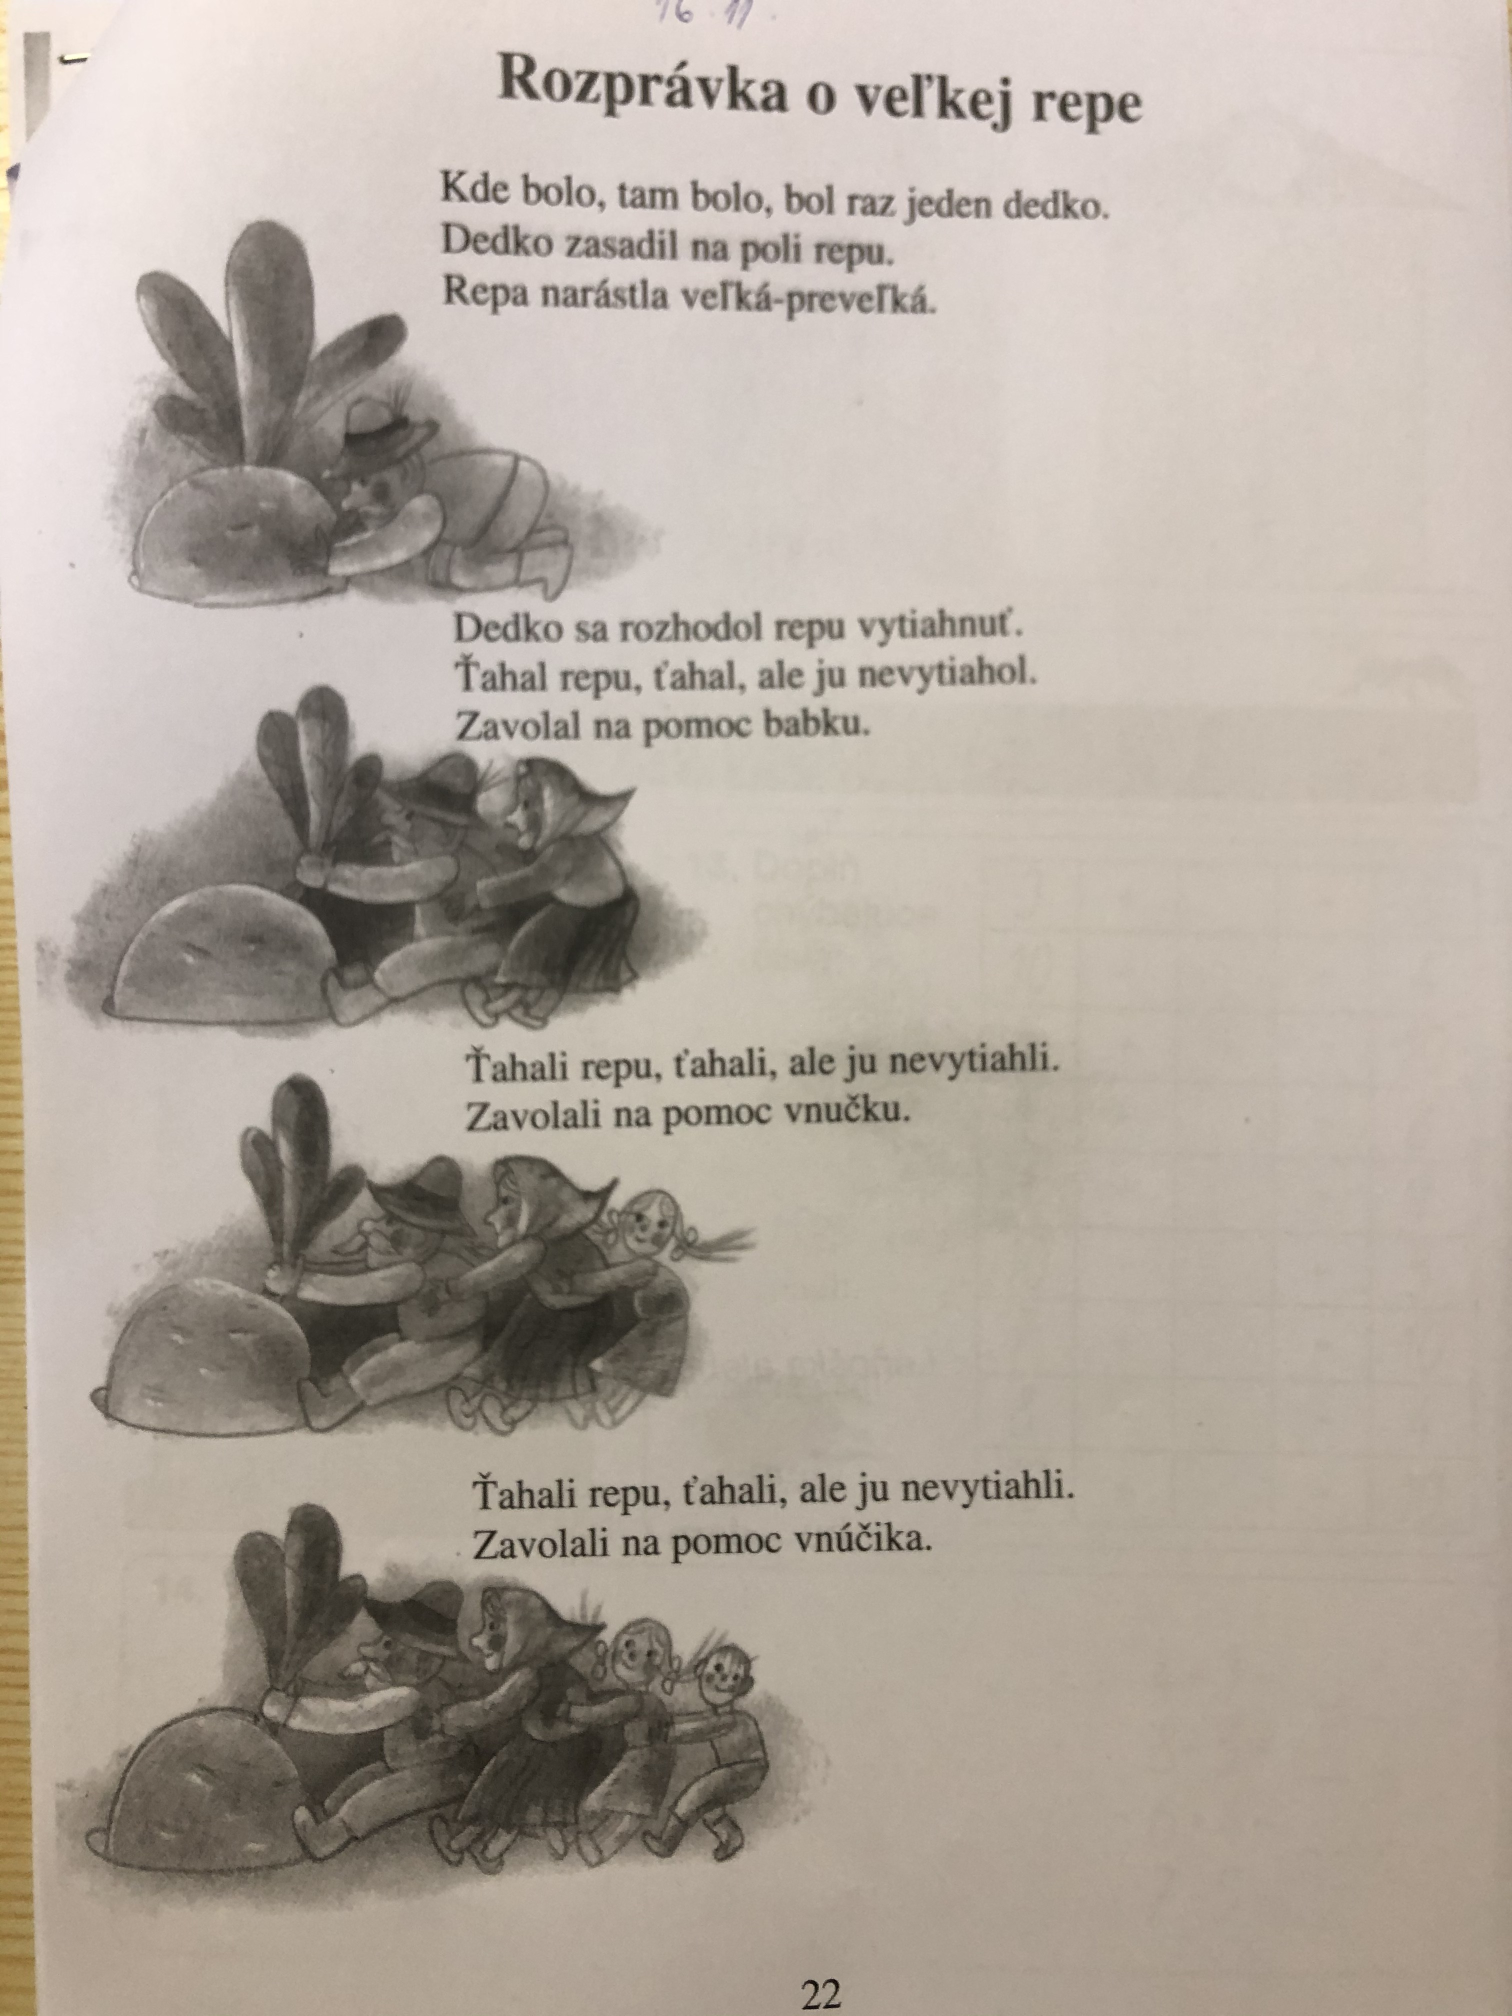 16. 11.
Rozprávka o veľkej repe
Kde bolo, tam bolo, bol raz jeden dedko.
Dedko zasadil na poli repu.
Repa narástla veľká-preveľká.
Dedko sa rozhodol repu vytiahnuť.
Ťahal repu, ťahal, ale ju nevytiahol.
Zavolal na pomoc babku.
Ťahali repu, ťahali, ale ju nevytiahli.
Zavolali na pomoc vnučku.
Ťahali repu, ťahali, ale ju nevytiahli.
Zavolali na pomoc vnúčika.
22